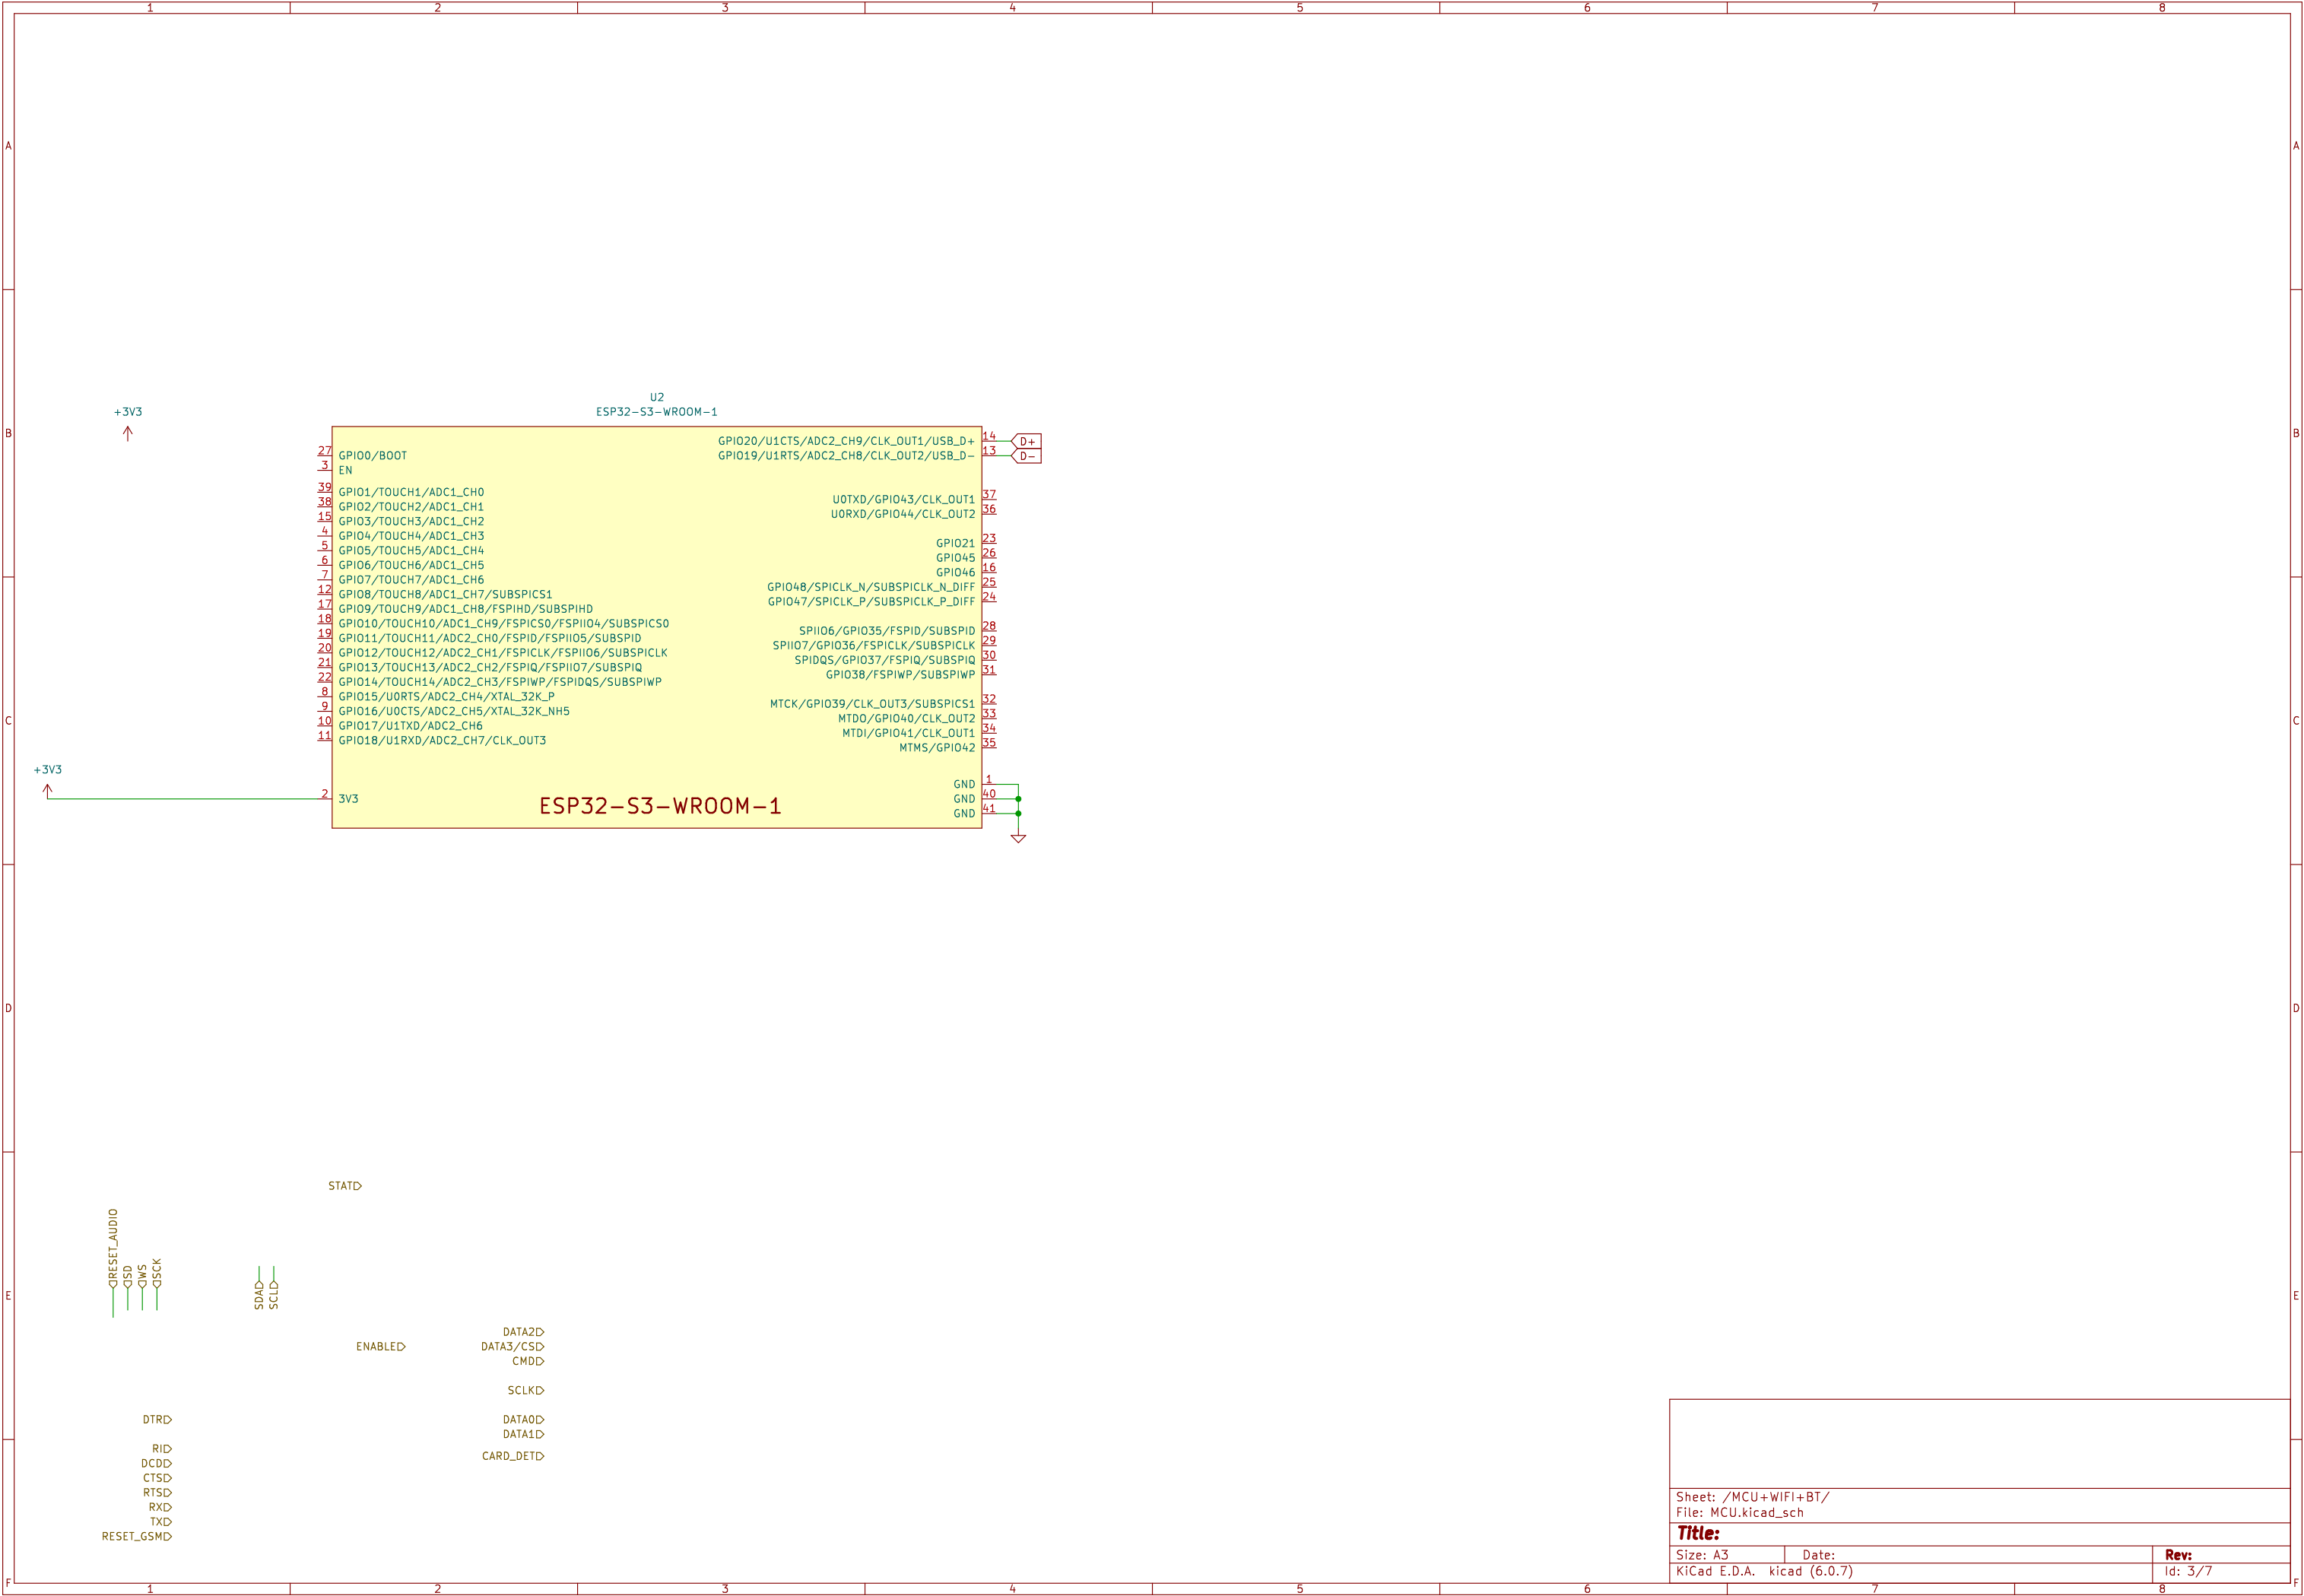 1 2 3 4 5 6 7 8
A A
U2
+3V3 ESP32-S3-WROOM-1
B B
14 GPIO20/U1CTS/ADC2_CH9/CLK_OUT1/USB_D+ D+
27 GPIO0/BOOT
13 GPIO19/U1RTS/ADC2_CH8/CLK_OUT2/USB_D- D-
3 EN
39 GPIO1/TOUCH1/ADC1_CH0
37 U0TXD/GPIO43/CLK_OUT1
38 GPIO2/TOUCH2/ADC1_CH1
36 U0RXD/GPIO44/CLK_OUT2
15 GPIO3/TOUCH3/ADC1_CH2
4 GPIO4/TOUCH4/ADC1_CH3
23 GPIO21
5 GPIO5/TOUCH5/ADC1_CH4
26 GPIO45
6 GPIO6/TOUCH6/ADC1_CH5
16 GPIO46
7 GPIO7/TOUCH7/ADC1_CH6
25 GPIO48/SPICLK_N/SUBSPICLK_N_DIFF
12 GPIO8/TOUCH8/ADC1_CH7/SUBSPICS1
24 GPIO47/SPICLK_P/SUBSPICLK_P_DIFF
17 GPIO9/TOUCH9/ADC1_CH8/FSPIHD/SUBSPIHD
18 GPIO10/TOUCH10/ADC1_CH9/FSPICS0/FSPIIO4/SUBSPICS0
28 SPIIO6/GPIO35/FSPID/SUBSPID
19 GPIO11/TOUCH11/ADC2_CH0/FSPID/FSPIIO5/SUBSPID
29 SPIIO7/GPIO36/FSPICLK/SUBSPICLK
20 GPIO12/TOUCH12/ADC2_CH1/FSPICLK/FSPIIO6/SUBSPICLK
30 SPIDQS/GPIO37/FSPIQ/SUBSPIQ
21 GPIO13/TOUCH13/ADC2_CH2/FSPIQ/FSPIIO7/SUBSPIQ
31 GPIO38/FSPIWP/SUBSPIWP
22 GPIO14/TOUCH14/ADC2_CH3/FSPIWP/FSPIDQS/SUBSPIWP
8 GPIO15/U0RTS/ADC2_CH4/XTAL_32K_P
32 MTCK/GPIO39/CLK_OUT3/SUBSPICS1
9 GPIO16/U0CTS/ADC2_CH5/XTAL_32K_NH5
33 MTDO/GPIO40/CLK_OUT2
C C
10 GPIO17/U1TXD/ADC2_CH6
34 MTDI/GPIO41/CLK_OUT1
11 GPIO18/U1RXD/ADC2_CH7/CLK_OUT3
35 MTMS/GPIO42
+3V3
1 GND
2 3V3
40 GND
ESP32-S3-WROOM-1
41 GND
D D
STAT
RESET_AUDIO
SD
WS
SCK
SDA
SCL
E E
DATA2
ENABLE
DATA3/CS
CMD
SCLK
DTR
DATA0
DATA1
RI
CARD_DET
DCD
CTS
RTS
RX
TX
RESET_GSM
Sheet: /MCU+WIFI+BT/
File: MCU.kicad_sch
Title:
Size: A3 Date: Rev:
KiCad E.D.A. kicad (6.0.7) Id: 3/7
F F
1 2 3 4 5 6 7 8